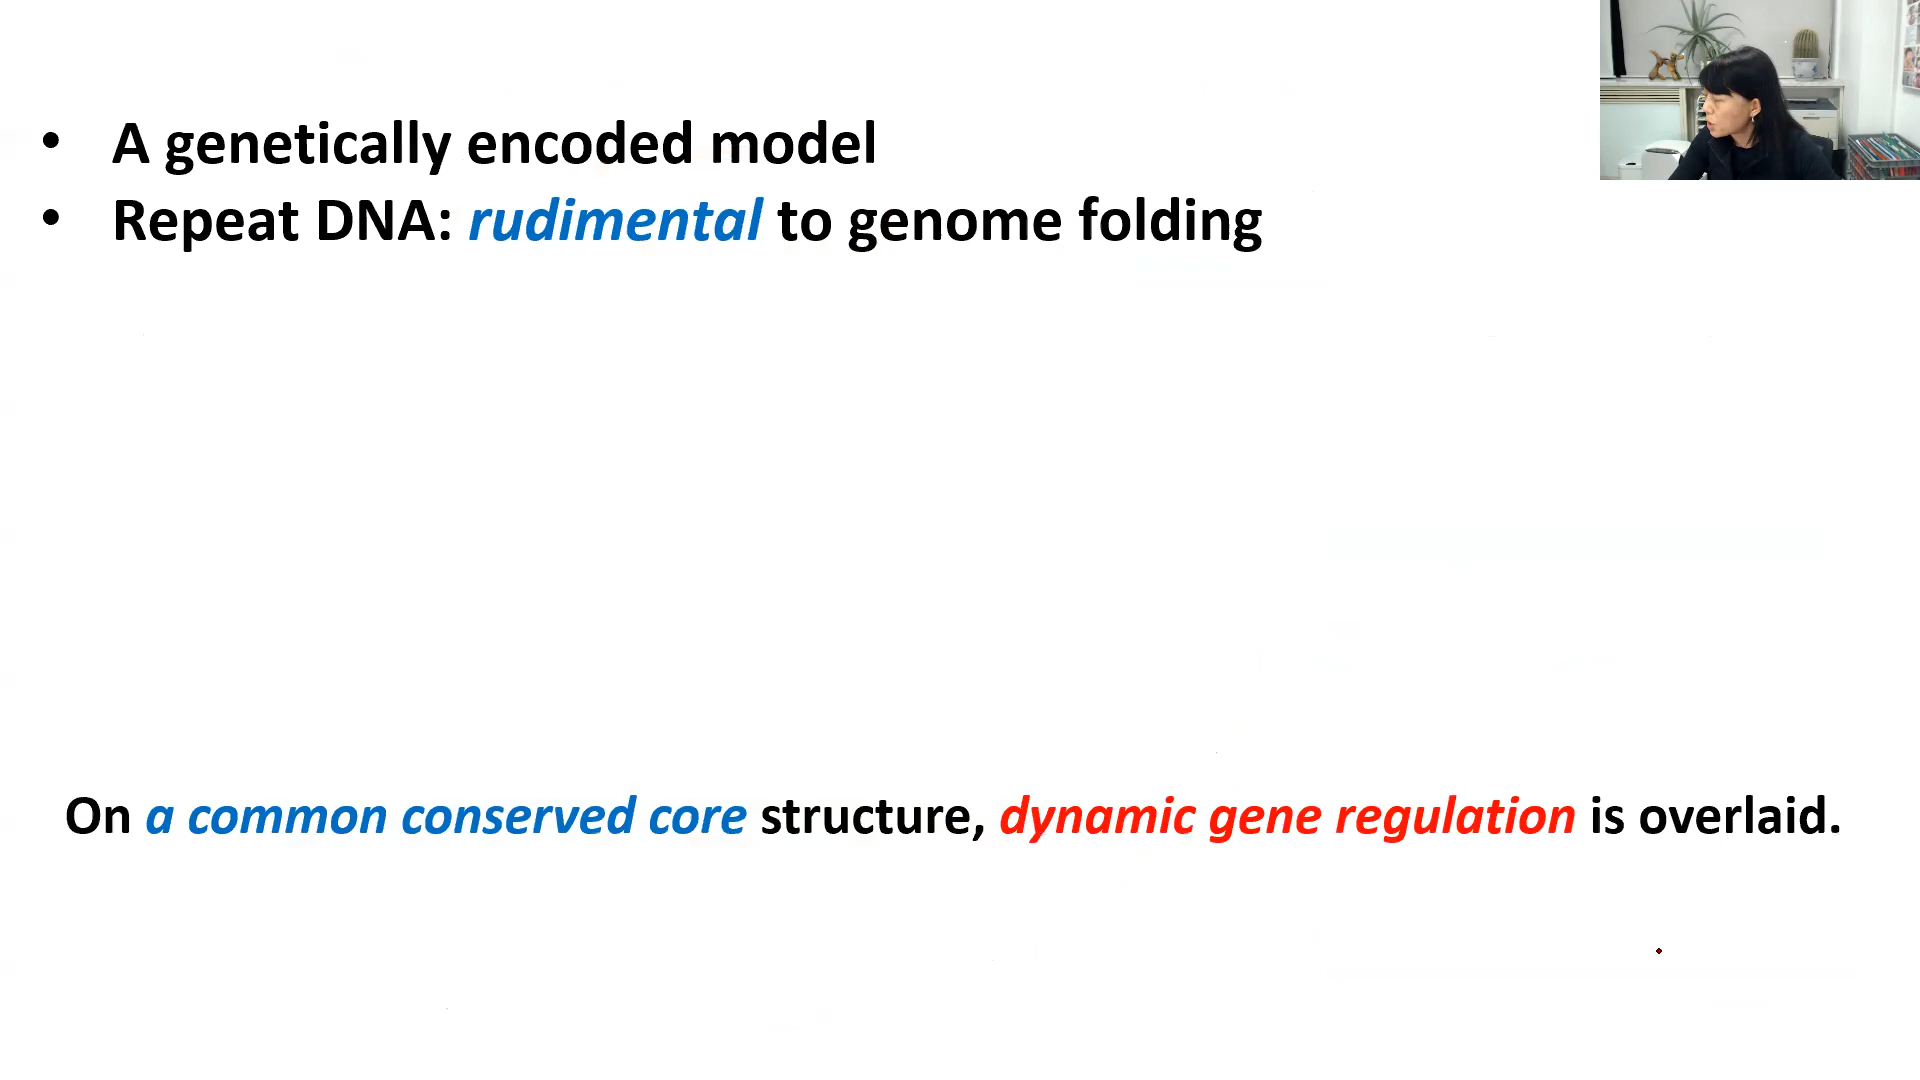 • A genetically encoded model
• Repeat DNA: rudimental to genome folding
On a common conserved core structure, dynamic gene regulation is overlaid.